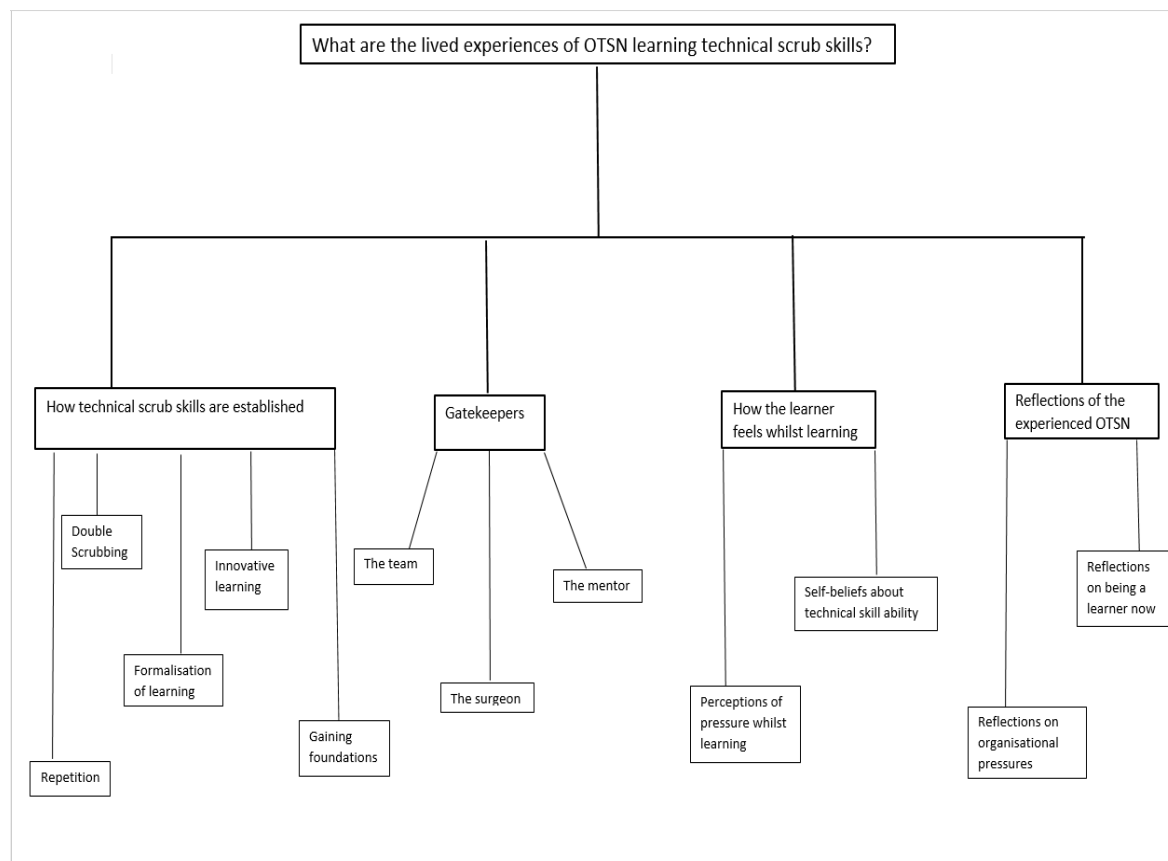 What are the lived experiences of OTSN learning technical scrub skills?
How technical scrub skills are established
Gatekeepers
How the learner
feels whilst learning
Reflections of the
experienced OTSN
Double
Scrubbing
Innovative
learning
The team
The mentor
Self-beliefs about
technical skill ability
Reflections
on being a
learner now
Formalisation
of learning
The surgeon
Perceptions of
pressure whilst
learning
Reflections on
organisational
pressures
Gaining
foundations
Repetition